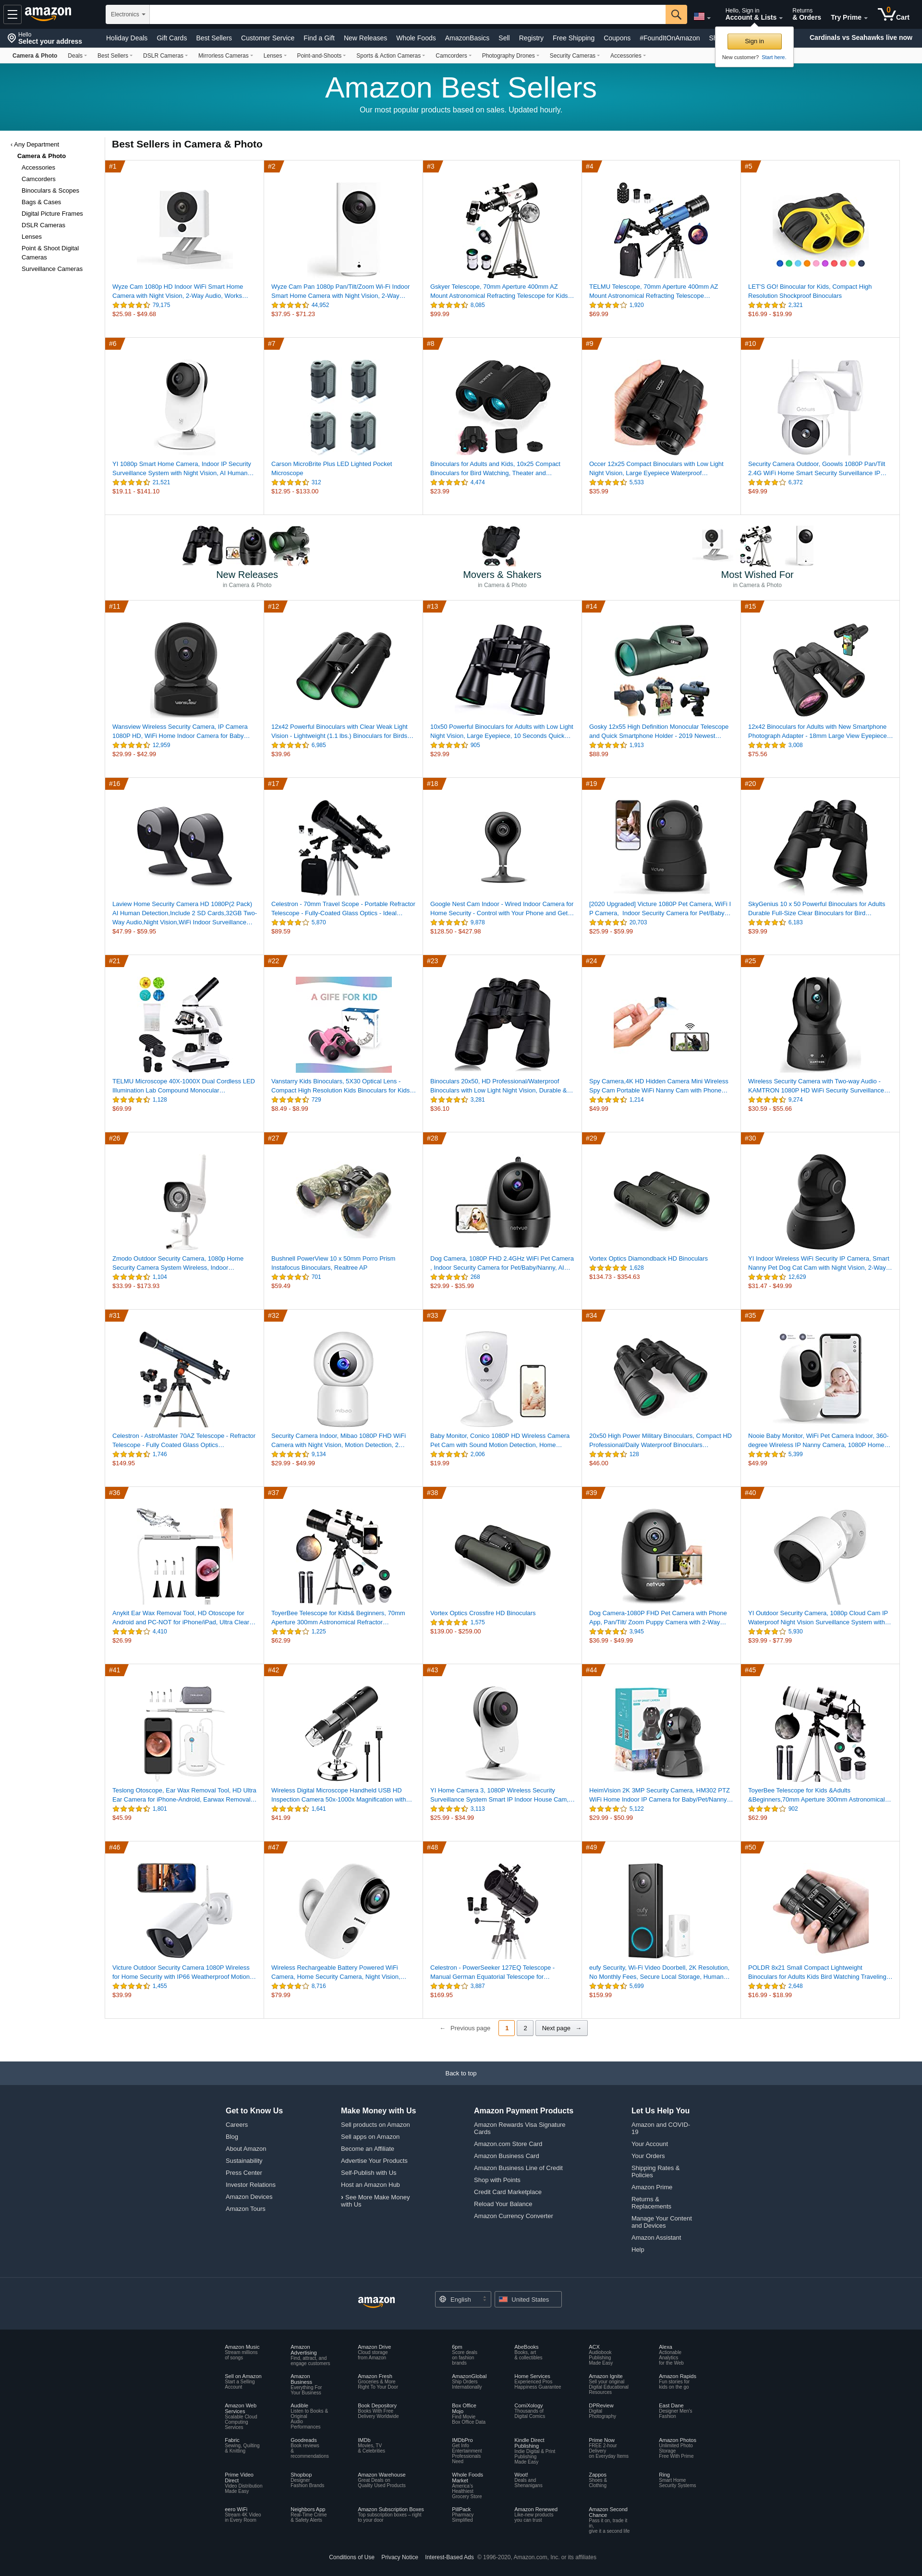 Hello
Select your address
amazon
Electronics
Hello, Sign in
Account & Lists
Returns
& Orders
Try Prime
0
Cart
Holiday Deals
Gift Cards
Best Sellers
Customer Service
Find a Gift
New Releases
Whole Foods
AmazonBasics
Sell
Registry
Free Shipping
Coupons
#FoundItOnAmazon
Cardinals vs Seahawks live now
Sign in
New customer? Start here.
Camera & Photo
Deals
Best Sellers
DSLR Cameras
Mirrorless Cameras
Lenses
Point-and-Shoots
Sports & Action Cameras
Camcorders
Photography Drones
Security Cameras
Accessories
Amazon Best Sellers
Our most popular products based on sales. Updated hourly.
‹ Any Department
Camera & Photo
Accessories
Camcorders
Binoculars & Scopes
Bags & Cases
Digital Picture Frames
DSLR Cameras
Lenses
Point & Shoot Digital
Cameras
Surveillance Cameras
Best Sellers in Camera & Photo
#1
Wyze Cam 1080p HD Indoor WiFi Smart Home
Camera with Night Vision, 2-Way Audio, Works…
79,175
$25.98 - $49.68
#2
Wyze Cam Pan 1080p Pan/Tilt/Zoom Wi-Fi Indoor
Smart Home Camera with Night Vision, 2-Way…
44,952
$37.95 - $71.23
#3
Gskyer Telescope, 70mm Aperture 400mm AZ
Mount Astronomical Refracting Telescope for Kids…
8,085
$99.99
#4
TELMU Telescope, 70mm Aperture 400mm AZ
Mount Astronomical Refracting Telescope…
1,920
$69.99
#5
LET'S GO! Binocular for Kids, Compact High
Resolution Shockproof Binoculars
2,321
$16.99 - $19.99
#6
YI 1080p Smart Home Camera, Indoor IP Security
Surveillance System with Night Vision, AI Human…
21,521
$19.11 - $141.10
#7
Carson MicroBrite Plus LED Lighted Pocket
Microscope
312
$12.95 - $133.00
#8
Binoculars for Adults and Kids, 10x25 Compact
Binoculars for Bird Watching, Theater and…
4,474
$23.99
#9
Occer 12x25 Compact Binoculars with Low Light
Night Vision, Large Eyepiece Waterproof…
5,533
$35.99
#10
Security Camera Outdoor, Goowls 1080P Pan/Tilt
2.4G WiFi Home Smart Security Surveillance IP…
6,372
$49.99
New Releases
in Camera & Photo
Movers & Shakers
in Camera & Photo
Most Wished For
in Camera & Photo
#11
Wansview Wireless Security Camera, IP Camera
1080P HD, WiFi Home Indoor Camera for Baby…
12,959
$29.99 - $42.99
#12
12x42 Powerful Binoculars with Clear Weak Light
Vision - Lightweight (1.1 lbs.) Binoculars for Birds…
6,985
$39.96
#13
10x50 Powerful Binoculars for Adults with Low Light
Night Vision, Large Eyepiece, 10 Seconds Quick…
905
$29.99
#14
Gosky 12x55 High Definition Monocular Telescope
and Quick Smartphone Holder - 2019 Newest…
1,913
$88.99
#15
12x42 Binoculars for Adults with New Smartphone
Photograph Adapter - 18mm Large View Eyepiece…
3,008
$75.56
#16
Laview Home Security Camera HD 1080P(2 Pack)
AI Human Detection,Include 2 SD Cards,32GB Two-
Way Audio,Night Vision,WiFi Indoor Surveillance…
$47.99 - $59.95
#17
Celestron - 70mm Travel Scope - Portable Refractor
Telescope - Fully-Coated Glass Optics - Ideal…
5,870
$89.59
#18
Google Nest Cam Indoor - Wired Indoor Camera for
Home Security - Control with Your Phone and Get…
9,878
$128.50 - $427.98
#19
[2020 Upgraded] Victure 1080P Pet Camera, WiFi I
P Camera, Indoor Security Camera for Pet/Baby…
20,703
$25.99 - $59.99
#20
SkyGenius 10 x 50 Powerful Binoculars for Adults
Durable Full-Size Clear Binoculars for Bird…
6,183
$39.99
#21
TELMU Microscope 40X-1000X Dual Cordless LED
Illumination Lab Compound Monocular…
1,128
$69.99
#22
A GIFE FOR KID
Vanstarry Kids Binoculars, 5X30 Optical Lens -
Compact High Resolution Kids Binoculars for Kids…
729
$8.49 - $8.99
#23
Binoculars 20x50, HD Professional/Waterproof
Binoculars with Low Light Night Vision, Durable &…
3,281
$36.10
#24
Spy Camera,4K HD Hidden Camera Mini Wireless
Spy Cam Portable WiFi Nanny Cam with Phone…
1,214
$49.99
#25
Wireless Security Camera with Two-way Audio -
KAMTRON 1080P HD WiFi Security Surveillance…
9,274
$30.59 - $55.66
#26
Zmodo Outdoor Security Camera, 1080p Home
Security Camera System Wireless, Indoor…
1,104
$33.99 - $173.93
#27
Bushnell PowerView 10 x 50mm Porro Prism
Instafocus Binoculars, Realtree AP
701
$59.49
#28
Dog Camera, 1080P FHD 2.4GHz WiFi Pet Camera
, Indoor Security Camera for Pet/Baby/Nanny, AI…
268
$29.99 - $35.99
#29
Vortex Optics Diamondback HD Binoculars
1,628
$134.73 - $354.63
#30
YI Indoor Wireless WiFi Security IP Camera, Smart
Nanny Pet Dog Cat Cam with Night Vision, 2-Way…
12,629
$31.47 - $49.99
#31
Celestron - AstroMaster 70AZ Telescope - Refractor
Telescope - Fully Coated Glass Optics…
1,746
$149.95
#32
Security Camera Indoor, Mibao 1080P FHD WiFi
Camera with Night Vision, Motion Detection, 2…
9,134
$29.99 - $49.99
#33
Baby Monitor, Conico 1080P HD Wireless Camera
Pet Cam with Sound Motion Detection, Home…
2,006
$19.99
#34
20x50 High Power Military Binoculars, Compact HD
Professional/Daily Waterproof Binoculars…
128
$46.00
#35
Nooie Baby Monitor, WiFi Pet Camera Indoor, 360-
degree Wireless IP Nanny Camera, 1080P Home…
5,399
$49.99
#36
Anykit Ear Wax Removal Tool, HD Otoscope for
Android and PC-NOT for iPhone/iPad, Ultra Clear…
4,410
$26.99
#37
ToyerBee Telescope for Kids& Beginners, 70mm
Aperture 300mm Astronomical Refractor…
1,225
$62.99
#38
Vortex Optics Crossfire HD Binoculars
1,575
$139.00 - $259.00
#39
netvue
Dog Camera-1080P FHD Pet Camera with Phone
App, Pan/Tilt/ Zoom Puppy Camera with 2-Way…
3,945
$36.99 - $49.99
#40
YI Outdoor Security Camera, 1080p Cloud Cam IP
Waterproof Night Vision Surveillance System with…
5,930
$39.99 - $77.99
#41
Teslong Otoscope, Ear Wax Removal Tool, HD Ultra
Ear Camera for iPhone-Android, Earwax Removal…
1,801
$45.99
#42
Wireless Digital Microscope Handheld USB HD
Inspection Camera 50x-1000x Magnification with…
1,641
$41.99
#43
YI Home Camera 3, 1080P Wireless Security
Surveillance System Smart IP Indoor House Cam,…
3,113
$25.99 - $34.99
#44
HeimVision 2K 3MP Security Camera, HM302 PTZ
WiFi Home Indoor IP Camera for Baby/Pet/Nanny…
5,122
$29.99 - $50.99
#45
ToyerBee Telescope for Kids &Adults
&Beginners,70mm Aperture 300mm Astronomical…
902
$62.99
#46
Victure Outdoor Security Camera 1080P Wireless
for Home Security with IP66 Weatherproof Motion…
1,455
$39.99
#47
Wireless Rechargeable Battery Powered WiFi
Camera, Home Security Camera, Night Vision,…
8,716
$79.99
#48
Celestron - PowerSeeker 127EQ Telescope -
Manual German Equatorial Telescope for…
3,887
$169.95
#49
eufy Security, Wi-Fi Video Doorbell, 2K Resolution,
No Monthly Fees, Secure Local Storage, Human…
5,699
$159.99
#50
POLDR 8x21 Small Compact Lightweight
Binoculars for Adults Kids Bird Watching Traveling…
2,648
$16.99 - $18.99
← Previous page
1
2
Next page →
Back to top
Get to Know Us
Careers
Blog
About Amazon
Sustainability
Press Center
Investor Relations
Amazon Devices
Amazon Tours
Make Money with Us
Sell products on Amazon
Sell apps on Amazon
Become an Affiliate
Advertise Your Products
Self-Publish with Us
Host an Amazon Hub
› See More Make Money
with Us
Amazon Payment Products
Amazon Rewards Visa Signature
Cards
Amazon.com Store Card
Amazon Business Card
Amazon Business Line of Credit
Shop with Points
Credit Card Marketplace
Reload Your Balance
Amazon Currency Converter
Let Us Help You
Amazon and COVID-
19
Your Account
Your Orders
Shipping Rates &
Policies
Amazon Prime
Returns &
Replacements
Manage Your Content
and Devices
Amazon Assistant
Help
amazon
English
United States
Amazon Music
Stream millions
of songs
Amazon
Advertising
Find, attract, and
engage customers
Amazon Drive
Cloud storage
from Amazon
6pm
Score deals
on fashion
brands
AbeBooks
Books, art
& collectibles
ACX
Audiobook
Publishing
Made Easy
Alexa
Actionable
Analytics
for the Web
Sell on Amazon
Start a Selling
Account
Amazon
Business
Everything For
Your Business
Amazon Fresh
Groceries & More
Right To Your Door
AmazonGlobal
Ship Orders
Internationally
Home Services
Experienced Pros
Happiness Guarantee
Amazon Ignite
Sell your original
Digital Educational
Resources
Amazon Rapids
Fun stories for
kids on the go
Amazon Web
Services
Scalable Cloud
Computing
Services
Audible
Listen to Books &
Original
Audio
Performances
Book Depository
Books With Free
Delivery Worldwide
Box Office
Mojo
Find Movie
Box Office Data
ComiXology
Thousands of
Digital Comics
DPReview
Digital
Photography
East Dane
Designer Men's
Fashion
Fabric
Sewing, Quilting
& Knitting
Goodreads
Book reviews
&
recommendations
IMDb
Movies, TV
& Celebrities
IMDbPro
Get Info
Entertainment
Professionals
Need
Kindle Direct
Publishing
Indie Digital & Print
Publishing
Made Easy
Prime Now
FREE 2-hour
Delivery
on Everyday Items
Amazon Photos
Unlimited Photo
Storage
Free With Prime
Prime Video
Direct
Video Distribution
Made Easy
Shopbop
Designer
Fashion Brands
Amazon Warehouse
Great Deals on
Quality Used Products
Whole Foods
Market
America's
Healthiest
Grocery Store
Woot!
Deals and
Shenanigans
Zappos
Shoes &
Clothing
Ring
Smart Home
Security Systems
eero WiFi
Stream 4K Video
in Every Room
Neighbors App
Real-Time Crime
& Safety Alerts
Amazon Subscription Boxes
Top subscription boxes – right
to your door
PillPack
Pharmacy
Simplified
Amazon Renewed
Like-new products
you can trust
Amazon Second
Chance
Pass it on, trade it
in,
give it a second life
Conditions of Use
Privacy Notice
Interest-Based Ads
© 1996-2020, Amazon.com, Inc. or its affiliates